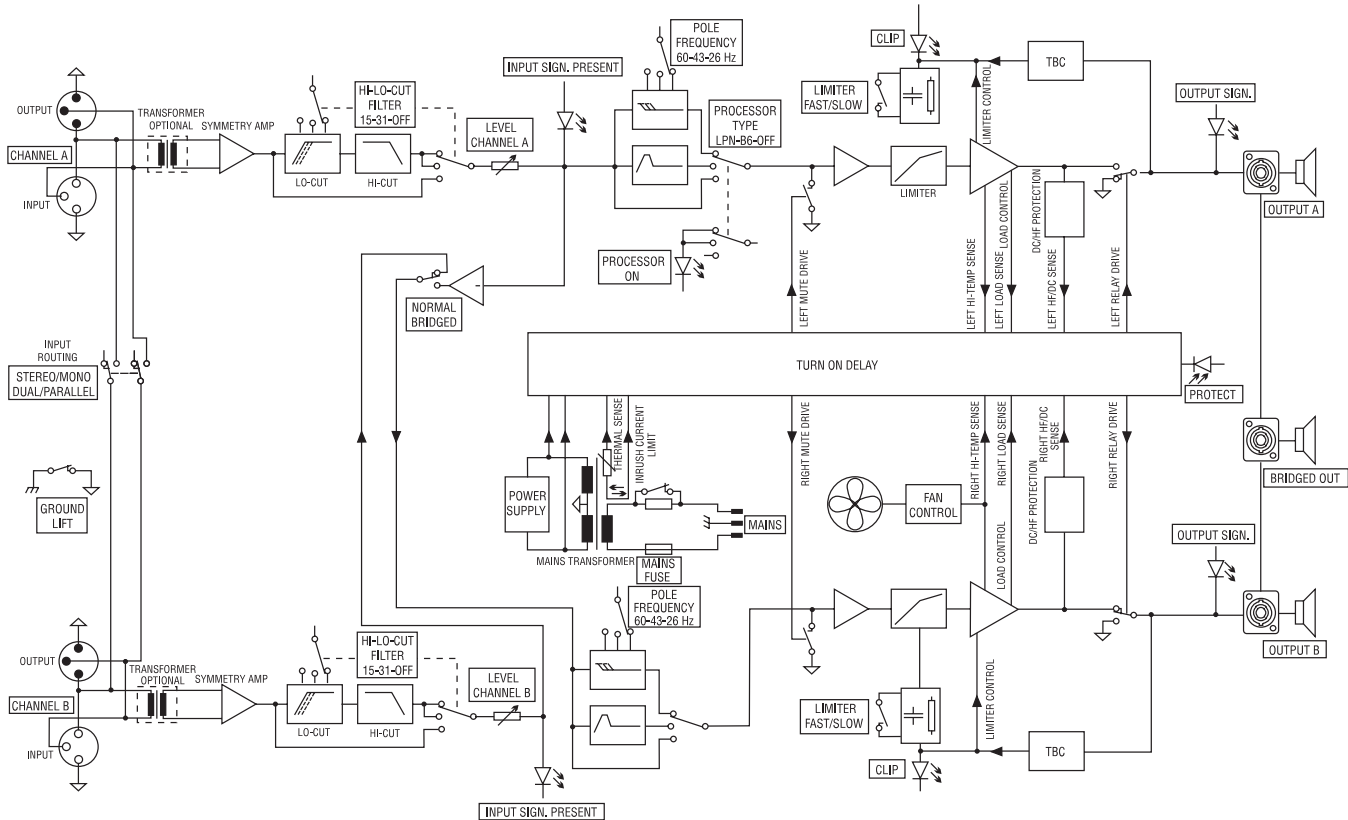 POLE
FREQUENCY
60-43-26 Hz
CLIP
TBC
INPUT SIGN. PRESENT
LIMITER
FAST/SLOW
LIMITER CONTROL
OUTPUT SIGN.
OUTPUT
TRANSFORMER
OPTIONAL
SYMMETRY AMP
HI-LO-CUT
FILTER
15-31-OFF
LEVEL
CHANNEL A
PROCESSOR
TYPE
LPN-B6-OFF
CHANNEL A
INPUT
LO-CUT
HI-CUT
LIMITER
OUTPUT A
PROCESSOR
ON
LEFT MUTE DRIVE
LEFT HI-TEMP SENSE
LEFT LOAD SENSE
LOAD CONTROL
DC/HF PROTECTION
LEFT HF/DC SENSE
LEFT RELAY DRIVE
NORMAL
BRIDGED
INPUT
ROUTING
STEREO/MONO
DUAL/PARALLEL
TURN ON DELAY
PROTECT
THERMAL SENSE
INRUSH CURRENT
LIMIT
RIGHT MUTE DRIVE
RIGHT HI-TEMP SENSE
RIGHT LOAD SENSE
RIGHT HF/DC
SENSE
RIGHT RELAY DRIVE
BRIDGED OUT
GROUND
LIFT
POWER
SUPPLY
FAN
CONTROL
MAINS
MAINS TRANSFORMER
MAINS
FUSE
LOAD CONTROL
DC/HF PROTECTION
OUTPUT SIGN.
POLE
FREQUENCY
60-43-26 Hz
OUTPUT
TRANSFORMER
OPTIONAL
SYMMETRY AMP
HI-LO-CUT
FILTER
15-31-OFF
LEVEL
CHANNEL B
OUTPUT B
CHANNEL B
INPUT
LO-CUT
HI-CUT
LIMITER
FAST/SLOW
LIMITER CONTROL
TBC
CLIP
INPUT SIGN. PRESENT